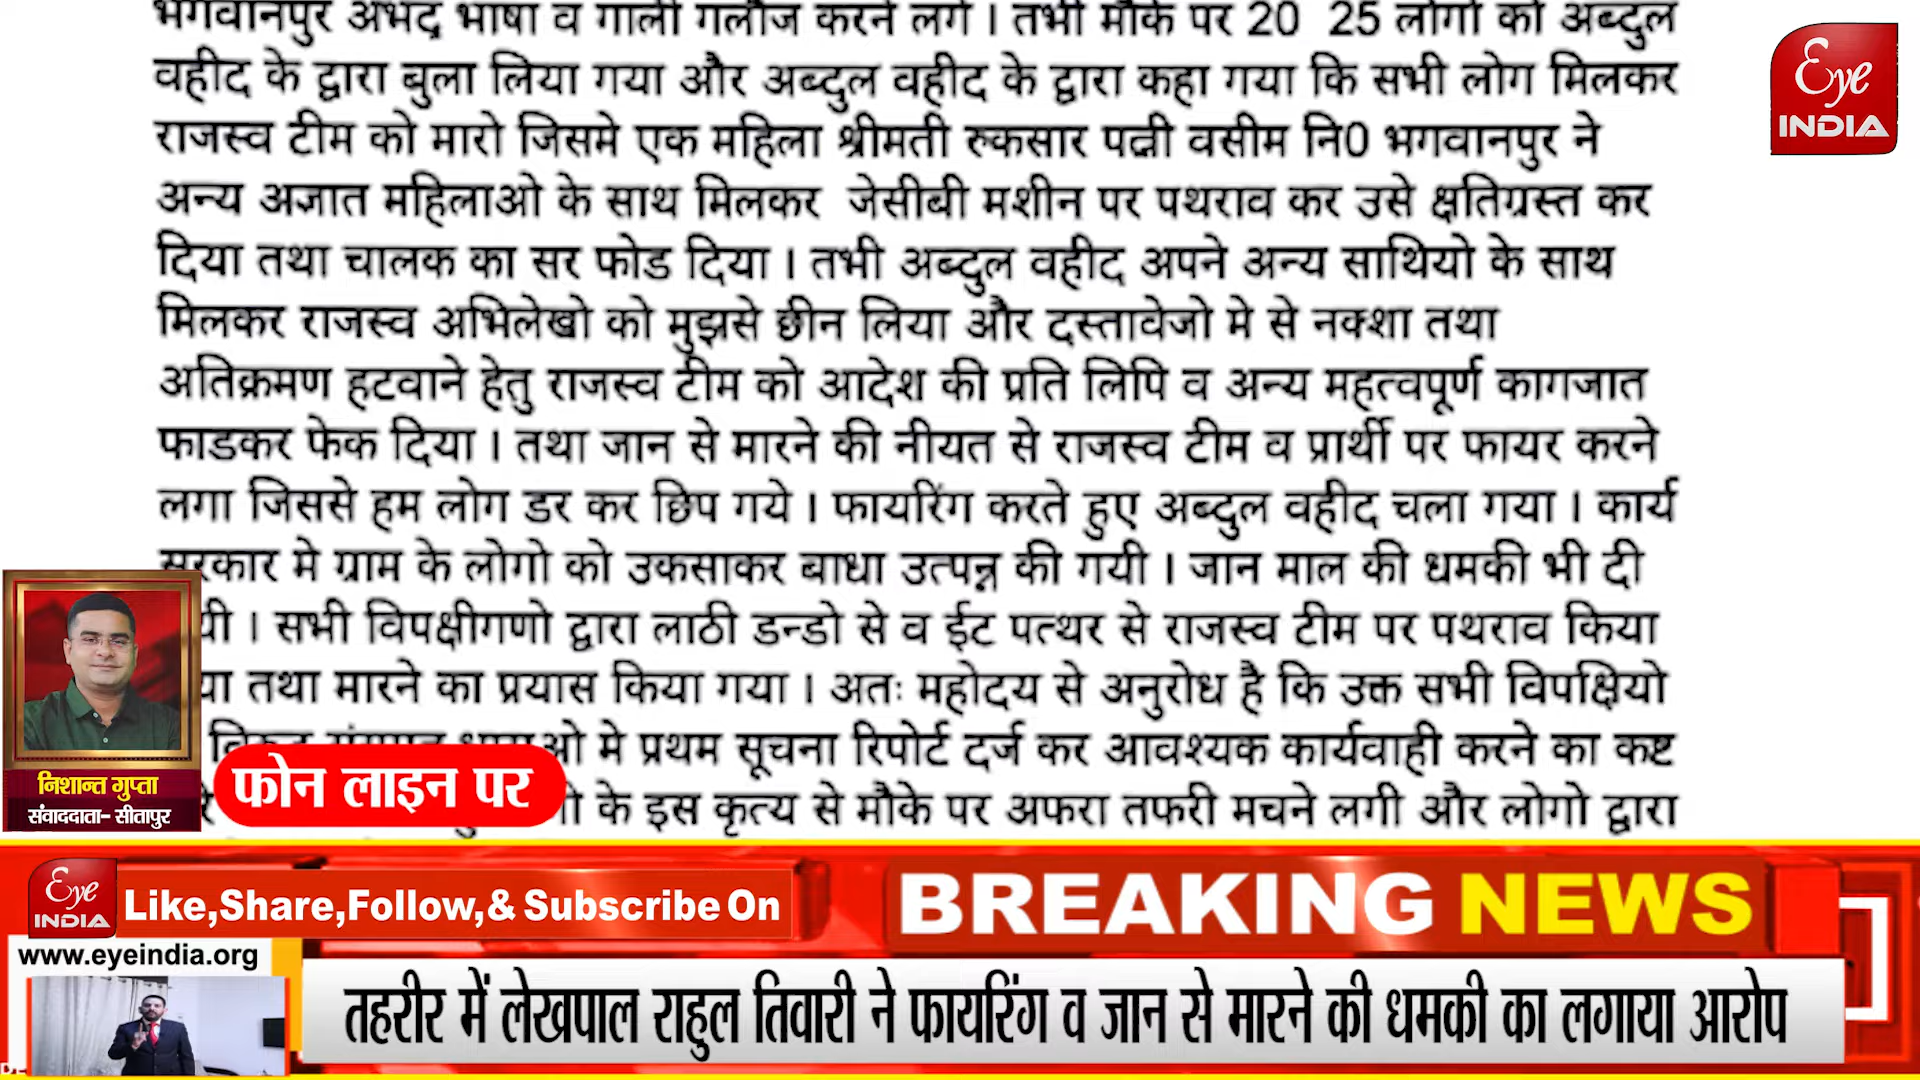 भगवानपुर अभद्र भाषा व गाली गलौज करने लगे । तभी मौके पर 20 25 लोगो को अब्दुल
वहीद के द्वारा बुला लिया गया और अब्दुल वहीद के द्वारा कहा गया कि सभी लोग मिलकर
राजस्व टीम को मारो जिसमे एक महिला श्रीमती रुकसार पत्नी वसीम नि0 भगवानपुर ने
अन्य अज्ञात महिलाओ के साथ मिलकर जेसीबी मशीन पर पथराव कर उसे क्षतिग्रस्त कर
दिया तथा चालक का सर फोड दिया । तभी अब्दुल वहीद अपने अन्य साथियो के साथ
मिलकर राजस्व अभिलेखो को मुझसे छीन लिया और दस्तावेजो मे से नक्शा तथा
अतिक्रमण हटवाने हेतु राजस्व टीम को आदेश की प्रति लिपि व अन्य महत्वपूर्ण कागजात
फाडकर फेक दिया । तथा जान से मारने की नीयत से राजस्व टीम व प्रार्थी पर फायर करने
लगा जिससे हम लोग डर कर छिप गये । फायरिंग करते हुए अब्दुल वहीद चला गया । कार्य
सरकार मे ग्राम के लोगो को उकसाकर बाधा उत्पन्न की गयी । जान माल की धमकी भी दी
। सभी विपक्षीगणो द्वारा लाठी डन्डो से व ईट पत्थर से राजस्व टीम पर पथराव किया
तथा मारने का प्रयास किया गया । अतः महोदय से अनुरोध है कि उक्त सभी विपक्षियो
मे प्रथम सूचना रिपोर्ट दर्ज कर आवश्यक कार्यवाही करने का कष्ट
के इस कृत्य से मौके पर अफरा तफरी मचने लगी और लोगो द्वारा
Eye
INDIA
निशान्त गुप्ता
संवाददाता- सीतापुर
फोन लाइन पर
Eye
INDIA
Like,Share,Follow,& Subscribe On
BREAKING NEWS
www.eyeindia.org
तहरीर में लेखपाल राहुल तिवारी ने फायरिंग व जान से मारने की धमकी का लगाया आरोप